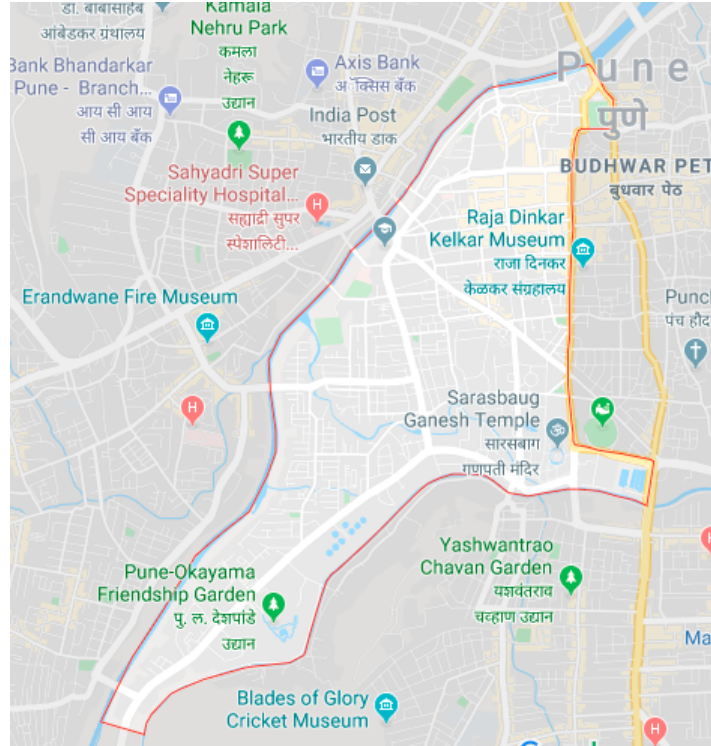 डॉ. बाबासाहेब
आंबेडकर ग्रंथालय
Kamala
Nehru Park
कमला
नेहरू
उद्यान
Bank Bhandarkar
Pune - Branch...
आय सी आय
सी आय बँक
Axis Bank
अॅक्सिस बँक
India Post
भारतीय डाक
Pune
पुणे
BUDHWAR PET
बुधवार पेठ
Sahyadri Super
Speciality Hospital...
सह्याद्री सुपर
स्पेशालिटी...
H
Raja Dinkar
Kelkar Museum
राजा दिनकर
केळकर संग्रहालय
Erandwane Fire Museum
Punc
पंच हौद
H
Sarasbaug
Ganesh Temple
सारसबाग
गणपती मंदिर
Yashwantrao
Chavan Garden
यशवंतराव
चव्हाण उद्यान
H
Pune-Okayama
Friendship Garden
पु. ल. देशपांडे
उद्यान
Ma
Blades of Glory
Cricket Museum
H